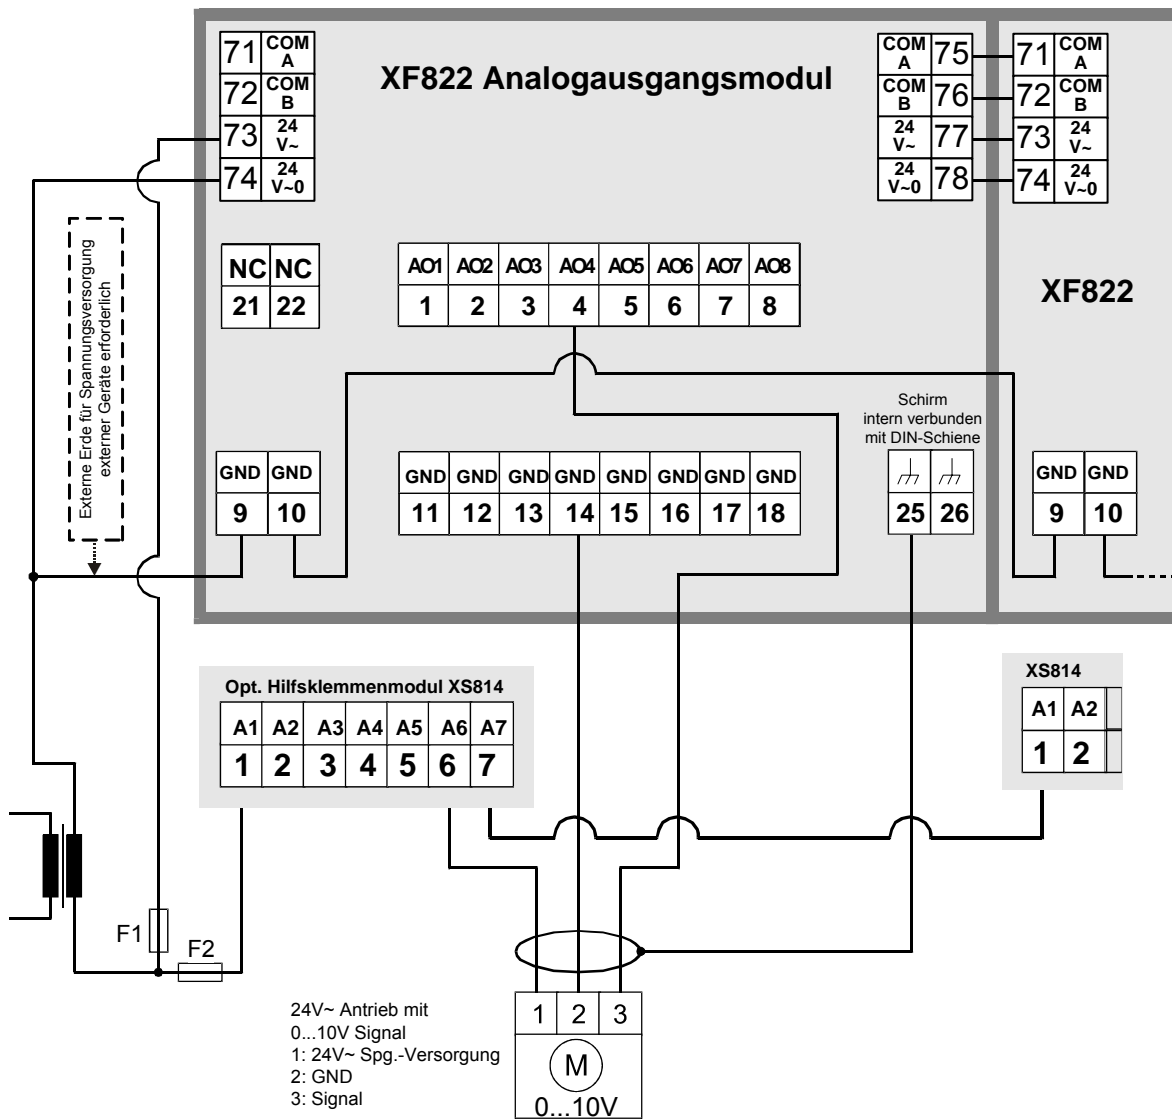 XF822 Analogausgangsmodul
71 COM A
72 COM B
73 24 V~
74 24 V~0
COM A 75
COM B 76
24 V~ 77
24 V~0 78
71 COM A
72 COM B
73 24 V~
74 24 V~0
XF822
Externe Erde für Spannungsversorgung
externer Geräte erforderlich
NC NC
21 22
AO1 AO2 AO3 AO4 AO5 AO6 AO7 AO8
1 2 3 4 5 6 7 8
Schirm
intern verbunden
mit DIN-Schiene
GND GND
9 10
GND GND GND GND GND GND GND GND
11 12 13 14 15 16 17 18
25 26
GND GND
9 10
Opt. Hilfsklemmenmodul XS814
A1 A2 A3 A4 A5 A6 A7
1 2 3 4 5 6 7
XS814
A1 A2
1 2
F1
F2
24V~ Antrieb mit
0...10V Signal
1: 24V~ Spg.-Versorgung
2: GND
3: Signal
1 2 3
M
0...10V